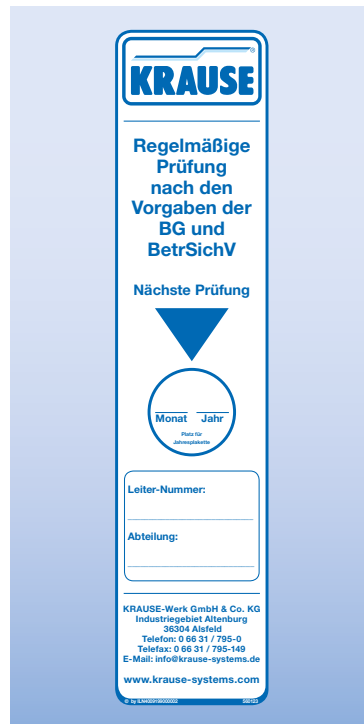 KRAUSE
®
Regelmäßige
Prüfung
nach den
Vorgaben der
BG und
BetrSichV
Nächste Prüfung
Monat Jahr
Platz für
Jahresplakette
Leiter-Nummer:
Abteilung:
KRAUSE-Werk GmbH & Co. KG
Industriegebiet Altenburg
36304 Alsfeld
Telefon: 0 66 31 / 795-0
Telefax: 0 66 31 / 795-149
E-Mail: info@krause-systems.de
www.krause-systems.com